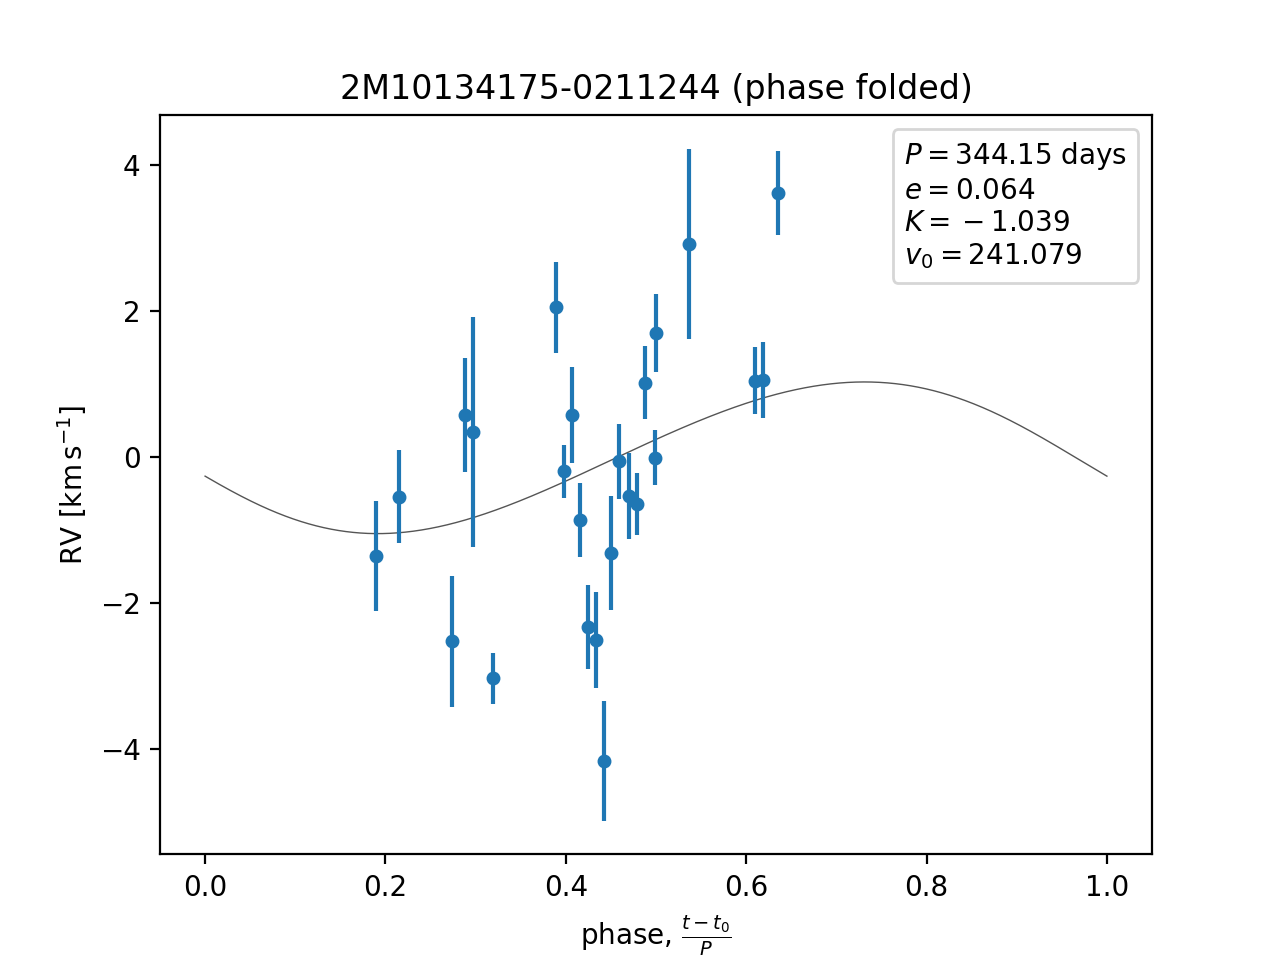 2M10134175-0211244 (phase folded)
P = 344.15 days
e = 0.064
K = −1.039
v₀ = 241.079
4
2
0
−2
−4
RV [km s⁻¹]
0.0 0.2 0.4 0.6 0.8 1.0
phase, (t − t₀)/P